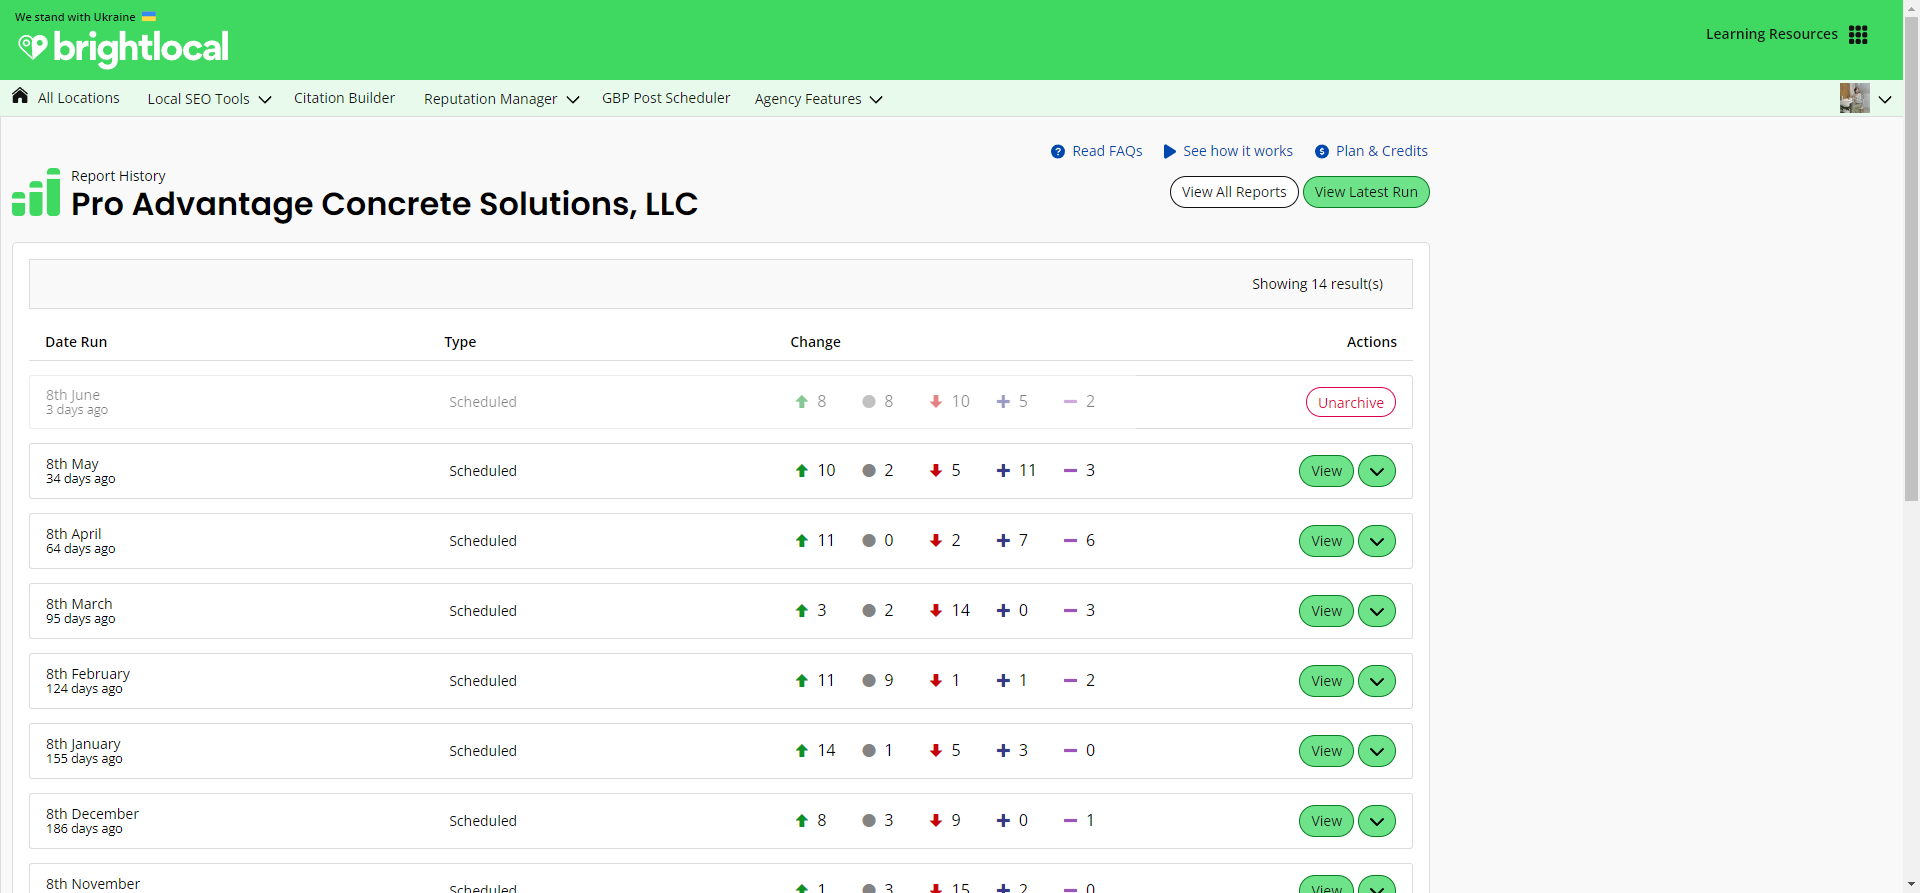 We stand with Ukraine
brightlocal
Learning Resources
All Locations Local SEO Tools Citation Builder Reputation Manager GBP Post Scheduler Agency Features
Read FAQs See how it works Plan & Credits
Report History
Pro Advantage Concrete Solutions, LLC
View All Reports View Latest Run
Showing 14 result(s)
Date Run Type Change Actions
8th June
3 days ago
Scheduled 8 8 10 5 2 Unarchive
8th May
34 days ago
Scheduled 10 2 5 11 3 View
8th April
64 days ago
Scheduled 11 0 2 7 6 View
8th March
95 days ago
Scheduled 3 2 14 0 3 View
8th February
124 days ago
Scheduled 11 9 1 1 2 View
8th January
155 days ago
Scheduled 14 1 5 3 0 View
8th December
186 days ago
Scheduled 8 3 9 0 1 View
8th November
Scheduled 1 3 15 2 0 View